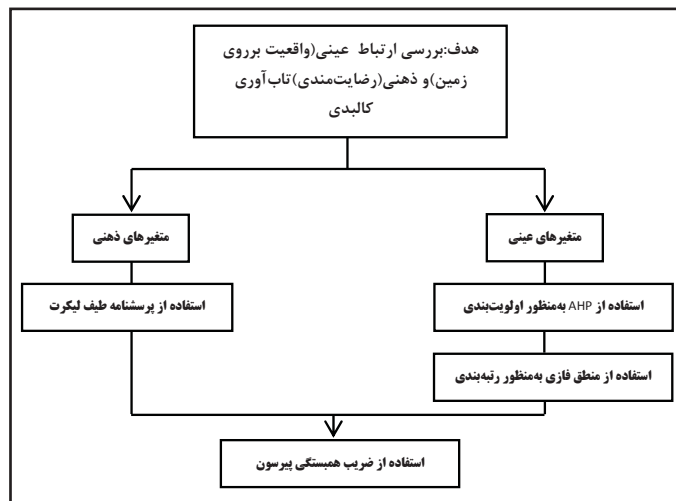 هدف:بررسی ارتباط عینی(واقعیت برروی
زمین)و ذهنی(رضایت‌مندی)تاب‌آوری
کالبدی
متغیرهای عینی
متغیرهای ذهنی
استفاده از AHP به‌منظور اولویت‌بندی
استفاده از پرسشنامه طیف لیکرت
استفاده از منطق فازی به‌منظور رتبه‌بندی
استفاده از ضریب همبستگی پیرسون